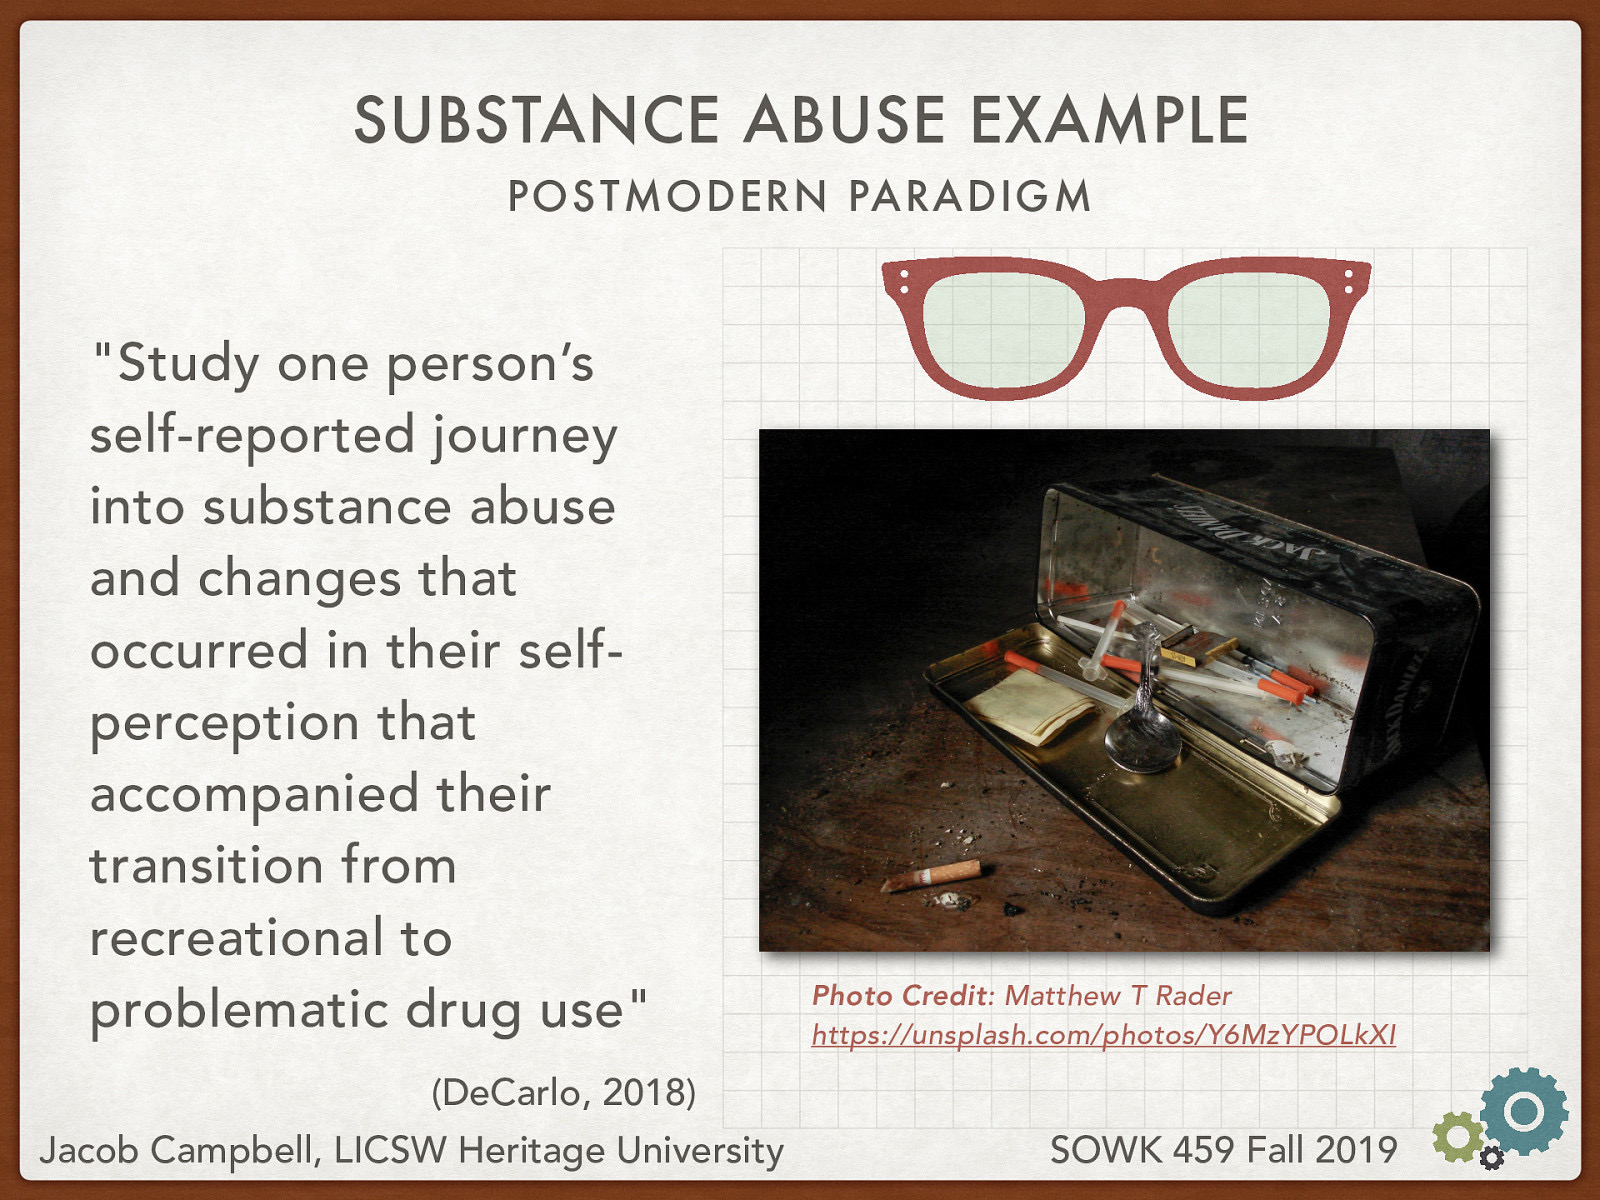 SUBSTANCE ABUSE EXAMPLE
POSTMODERN PARADIGM
"Study one person’s
self-reported journey
into substance abuse
and changes that
occurred in their self-
perception that
accompanied their
transition from
recreational to
problematic drug use"
(DeCarlo, 2018)
JACK DANIEL'S
Photo Credit: Matthew T Rader
https://unsplash.com/photos/Y6MzYPOLkXI
Jacob Campbell, LICSW Heritage University
SOWK 459 Fall 2019